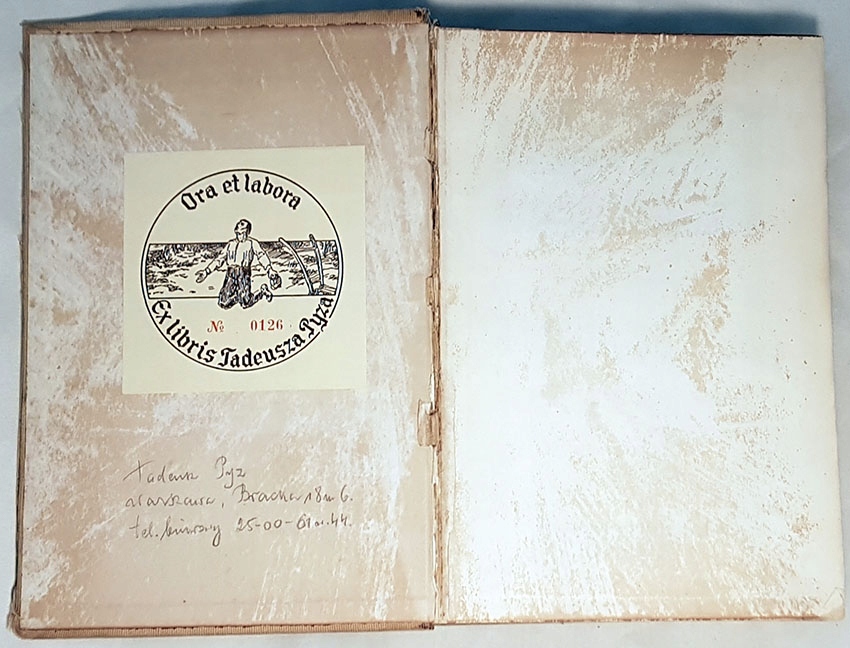 Ora et labora
№ 0126
Ex libris Tadeusza Pyza
Tadeusz Pyz
Warszawa, Bracka 18 m 6.
tel. biurowy 25-00-61 w. 44.